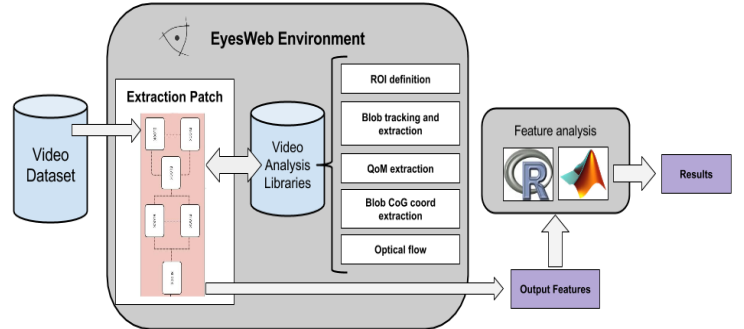 EyesWeb Environment
Extraction Patch
Video
Dataset
Video
Analysis
Libraries
ROI definition
Blob tracking and
extraction
QoM extraction
Blob CoG coord
extraction
Optical flow
Feature analysis
R
Results
Output Features